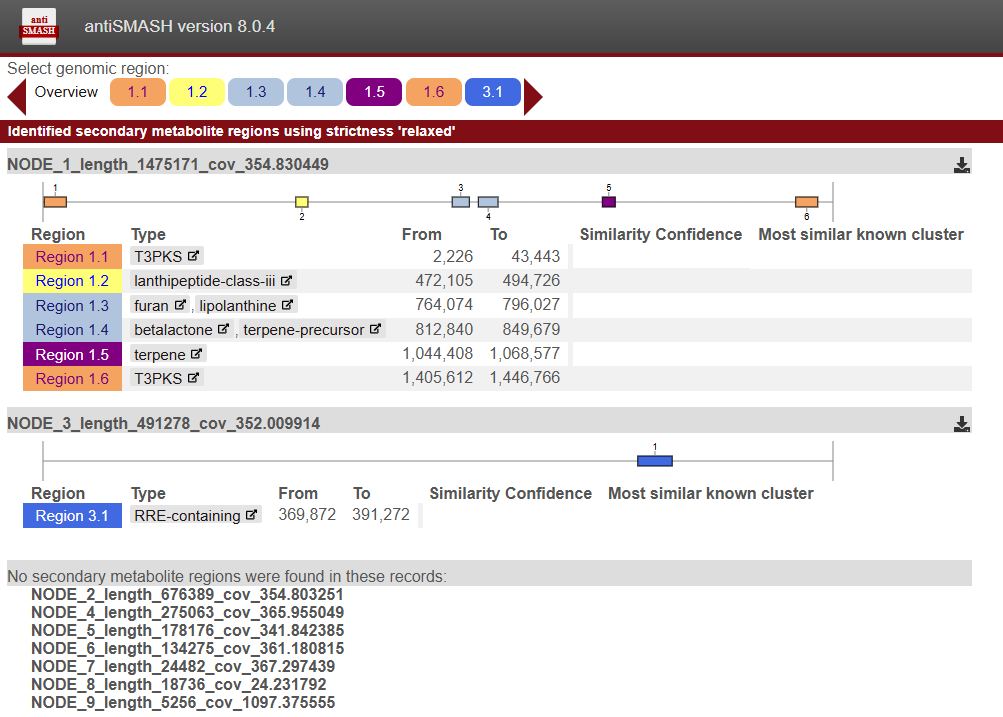 anti
SMASH
antiSMASH version 8.0.4
Select genomic region:
Overview 1.1 1.2 1.3 1.4 1.5 1.6 3.1
Identified secondary metabolite regions using strictness 'relaxed'
NODE_1_length_1475171_cov_354.830449
1 3 5
2 4 6
Region Type From To Similarity Confidence Most similar known cluster
Region 1.1 T3PKS 2,226 43,443
Region 1.2 lanthipeptide-class-iii 472,105 494,726
Region 1.3 furan , lipolanthine 764,074 796,027
Region 1.4 betalactone , terpene-precursor 812,840 849,679
Region 1.5 terpene 1,044,408 1,068,577
Region 1.6 T3PKS 1,405,612 1,446,766
NODE_3_length_491278_cov_352.009914
1
Region Type From To Similarity Confidence Most similar known cluster
Region 3.1 RRE-containing 369,872 391,272
No secondary metabolite regions were found in these records:
NODE_2_length_676389_cov_354.803251
NODE_4_length_275063_cov_365.955049
NODE_5_length_178176_cov_341.842385
NODE_6_length_134275_cov_361.180815
NODE_7_length_24482_cov_367.297439
NODE_8_length_18736_cov_24.231792
NODE_9_length_5256_cov_1097.375555